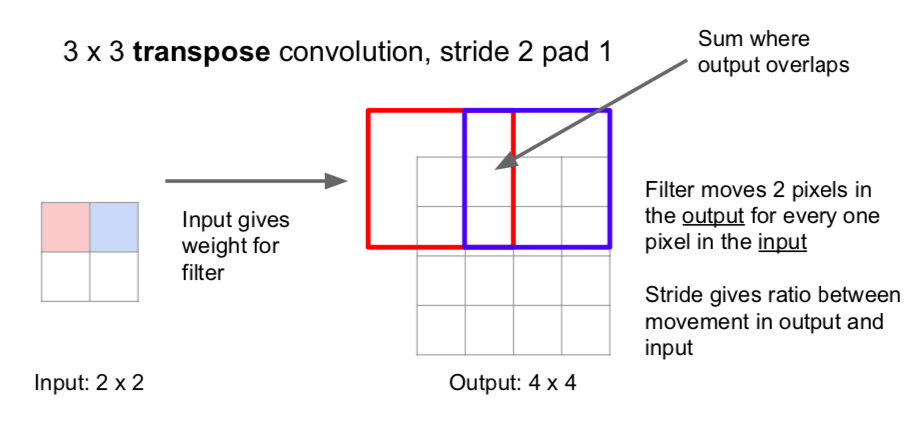 3 x 3 transpose convolution, stride 2 pad 1
Sum where
output overlaps
Input gives
weight for
filter
Filter moves 2 pixels in
the output for every one
pixel in the input
Stride gives ratio between
movement in output and
input
Input: 2 x 2
Output: 4 x 4